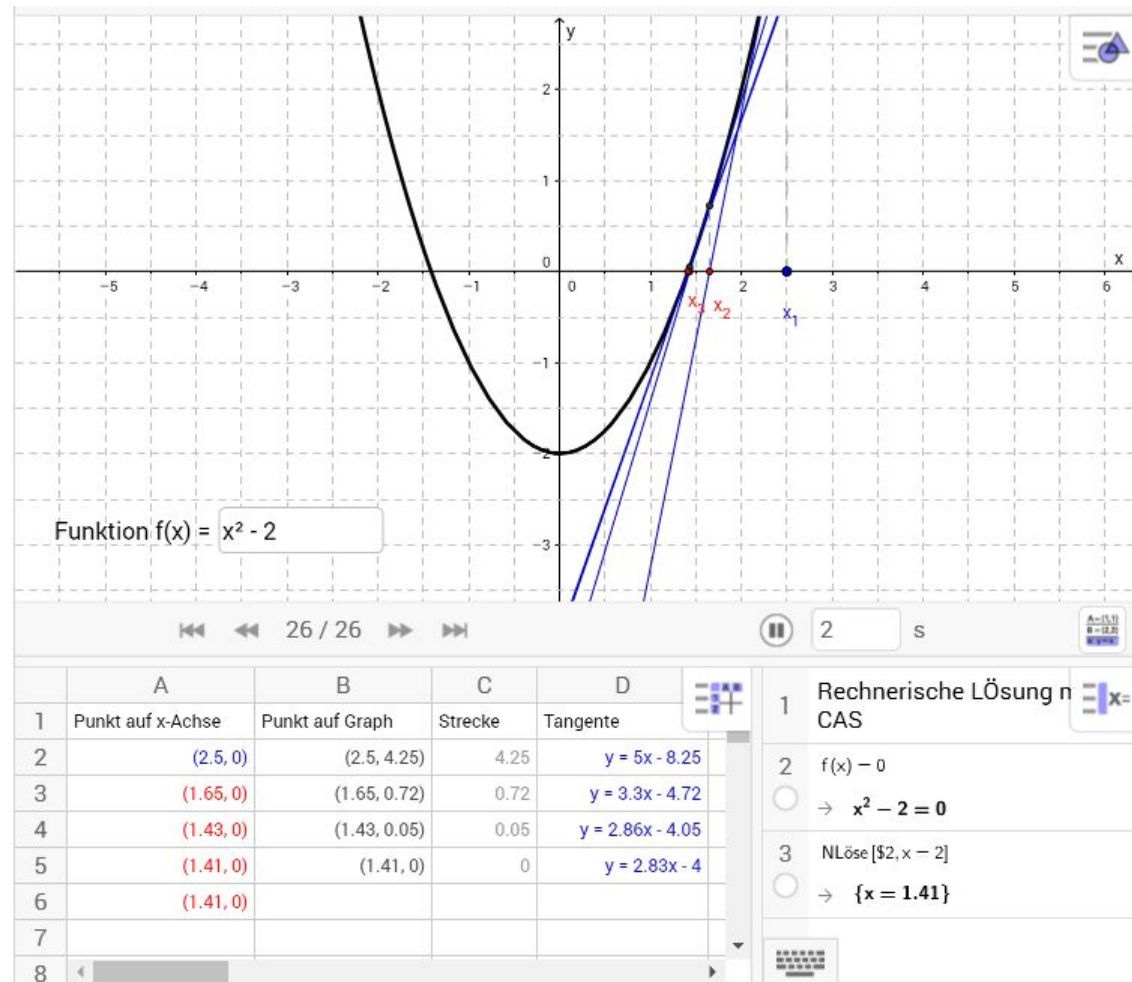 y
2
1
0
x
−5 −4 −3 −2 −1 0 1 2 3 4 5 6
x3 x2 x1
−1
−2
−3
Funktion f(x) = x² - 2
26 / 26 2 s
A B C D
1 Punkt auf x-Achse Punkt auf Graph Strecke Tangente
2 (2.5, 0) (2.5, 4.25) 4.25 y = 5x - 8.25
3 (1.65, 0) (1.65, 0.72) 0.72 y = 3.3x - 4.72
4 (1.43, 0) (1.43, 0.05) 0.05 y = 2.86x - 4.05
5 (1.41, 0) (1.41, 0) 0 y = 2.83x - 4
6 (1.41, 0)
7
8
1 Rechnerische LÖsung
CAS
2 f(x) − 0
→ x² − 2 = 0
3 NLöse[$2, x − 2]
→ {x = 1.41}